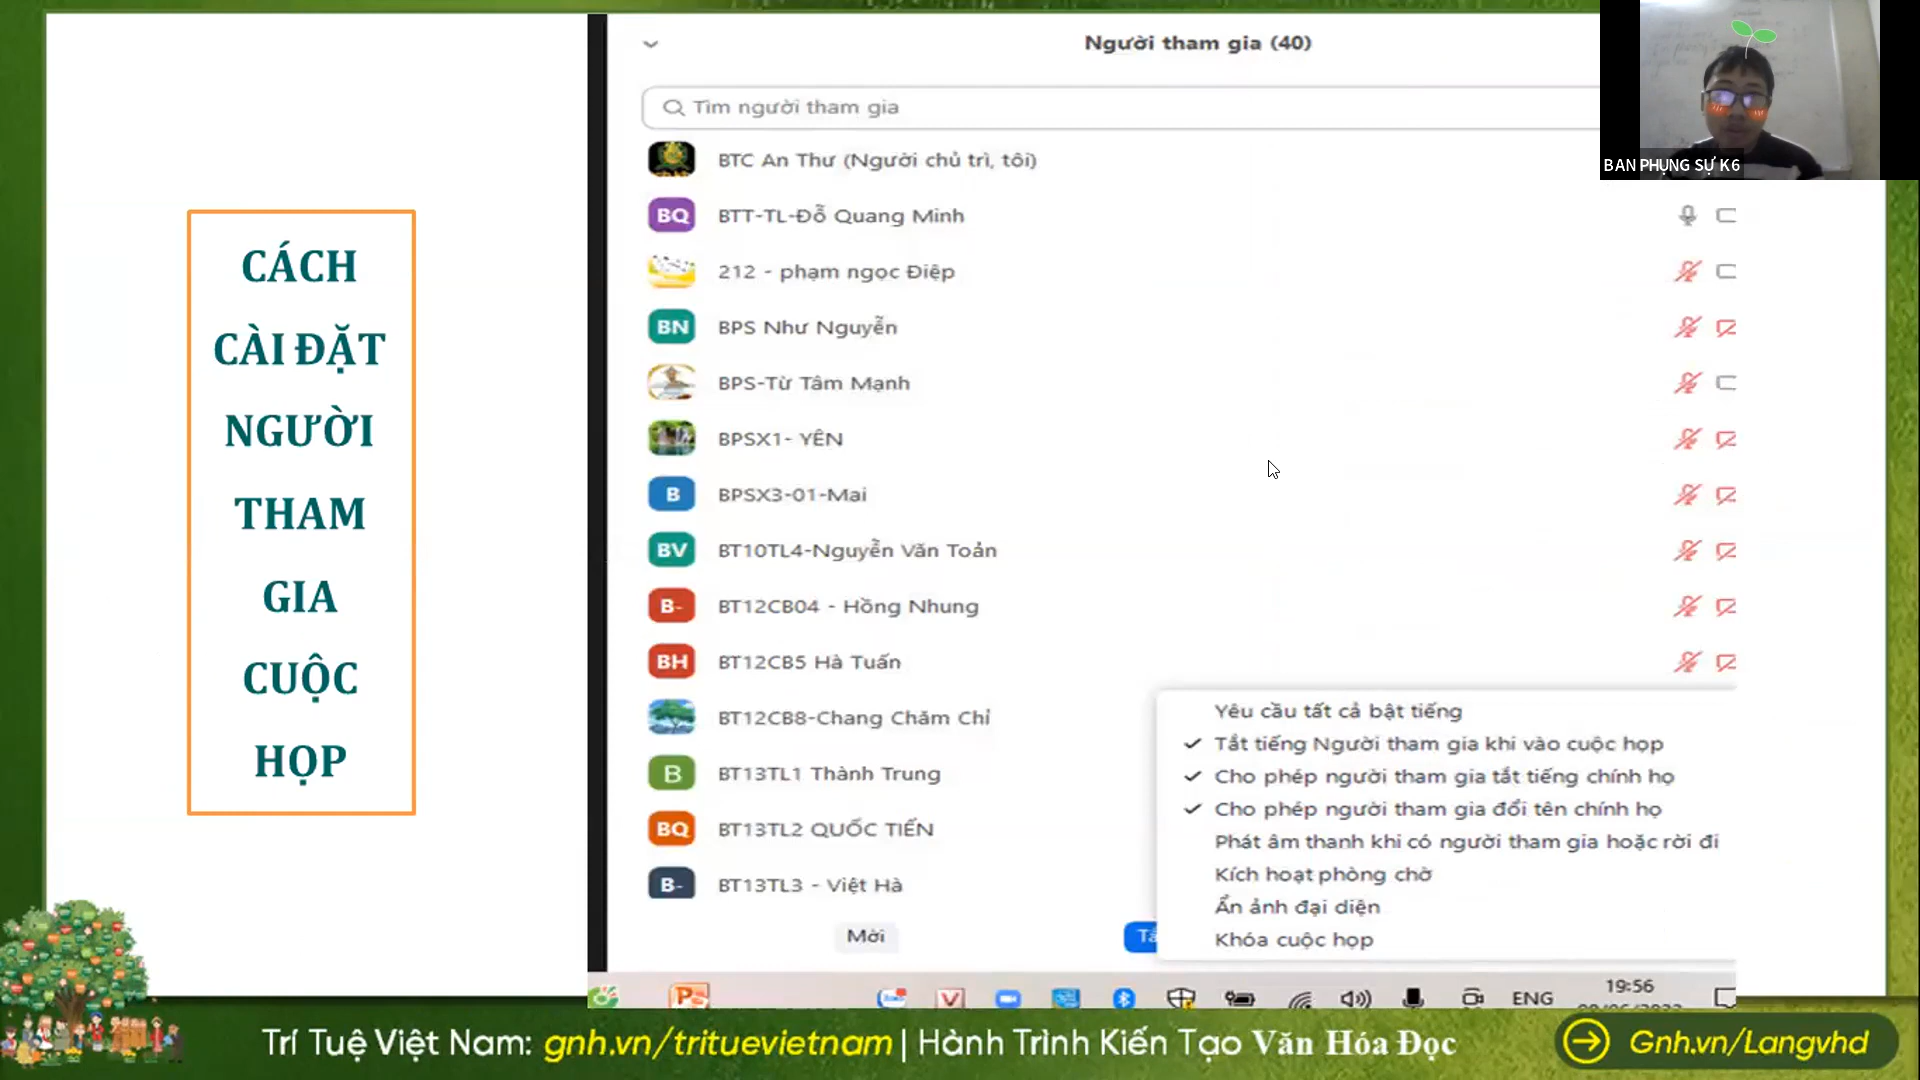 CÁCH
CÀI ĐẶT
NGƯỜI
THAM
GIA
CUỘC
HỌP
Người tham gia (40)
Tìm người tham gia
BTC An Thư (Người chủ trì, tôi)
BQ BTT-TL-Đỗ Quang Minh
212 - phạm ngọc Điệp
BN BPS Như Nguyễn
BPS-Từ Tâm Mạnh
BPSX1- YÊN
B BPSX3-01-Mai
BV BT10TL4-Nguyễn Văn Toản
B- BT12CB04 - Hồng Nhung
BH BT12CB5 Hà Tuấn
BT12CB8-Chang Chăm Chỉ
B BT13TL1 Thành Trung
BQ BT13TL2 QUỐC TIẾN
B- BT13TL3 - Việt Hà
Mời
Yêu cầu tất cả bật tiếng
Tắt tiếng Người tham gia khi vào cuộc họp
Cho phép người tham gia tắt tiếng chính họ
Cho phép người tham gia đổi tên chính họ
Phát âm thanh khi có người tham gia hoặc rời đi
Kích hoạt phòng chờ
Ẩn ảnh đại diện
Khóa cuộc họp
ENG
19:56
BAN PHỤNG SỰ K6
Trí Tuệ Việt Nam: gnh.vn/trituevietnam | Hành Trình Kiến Tạo Văn Hóa Đọc
Gnh.vn/Langvhd